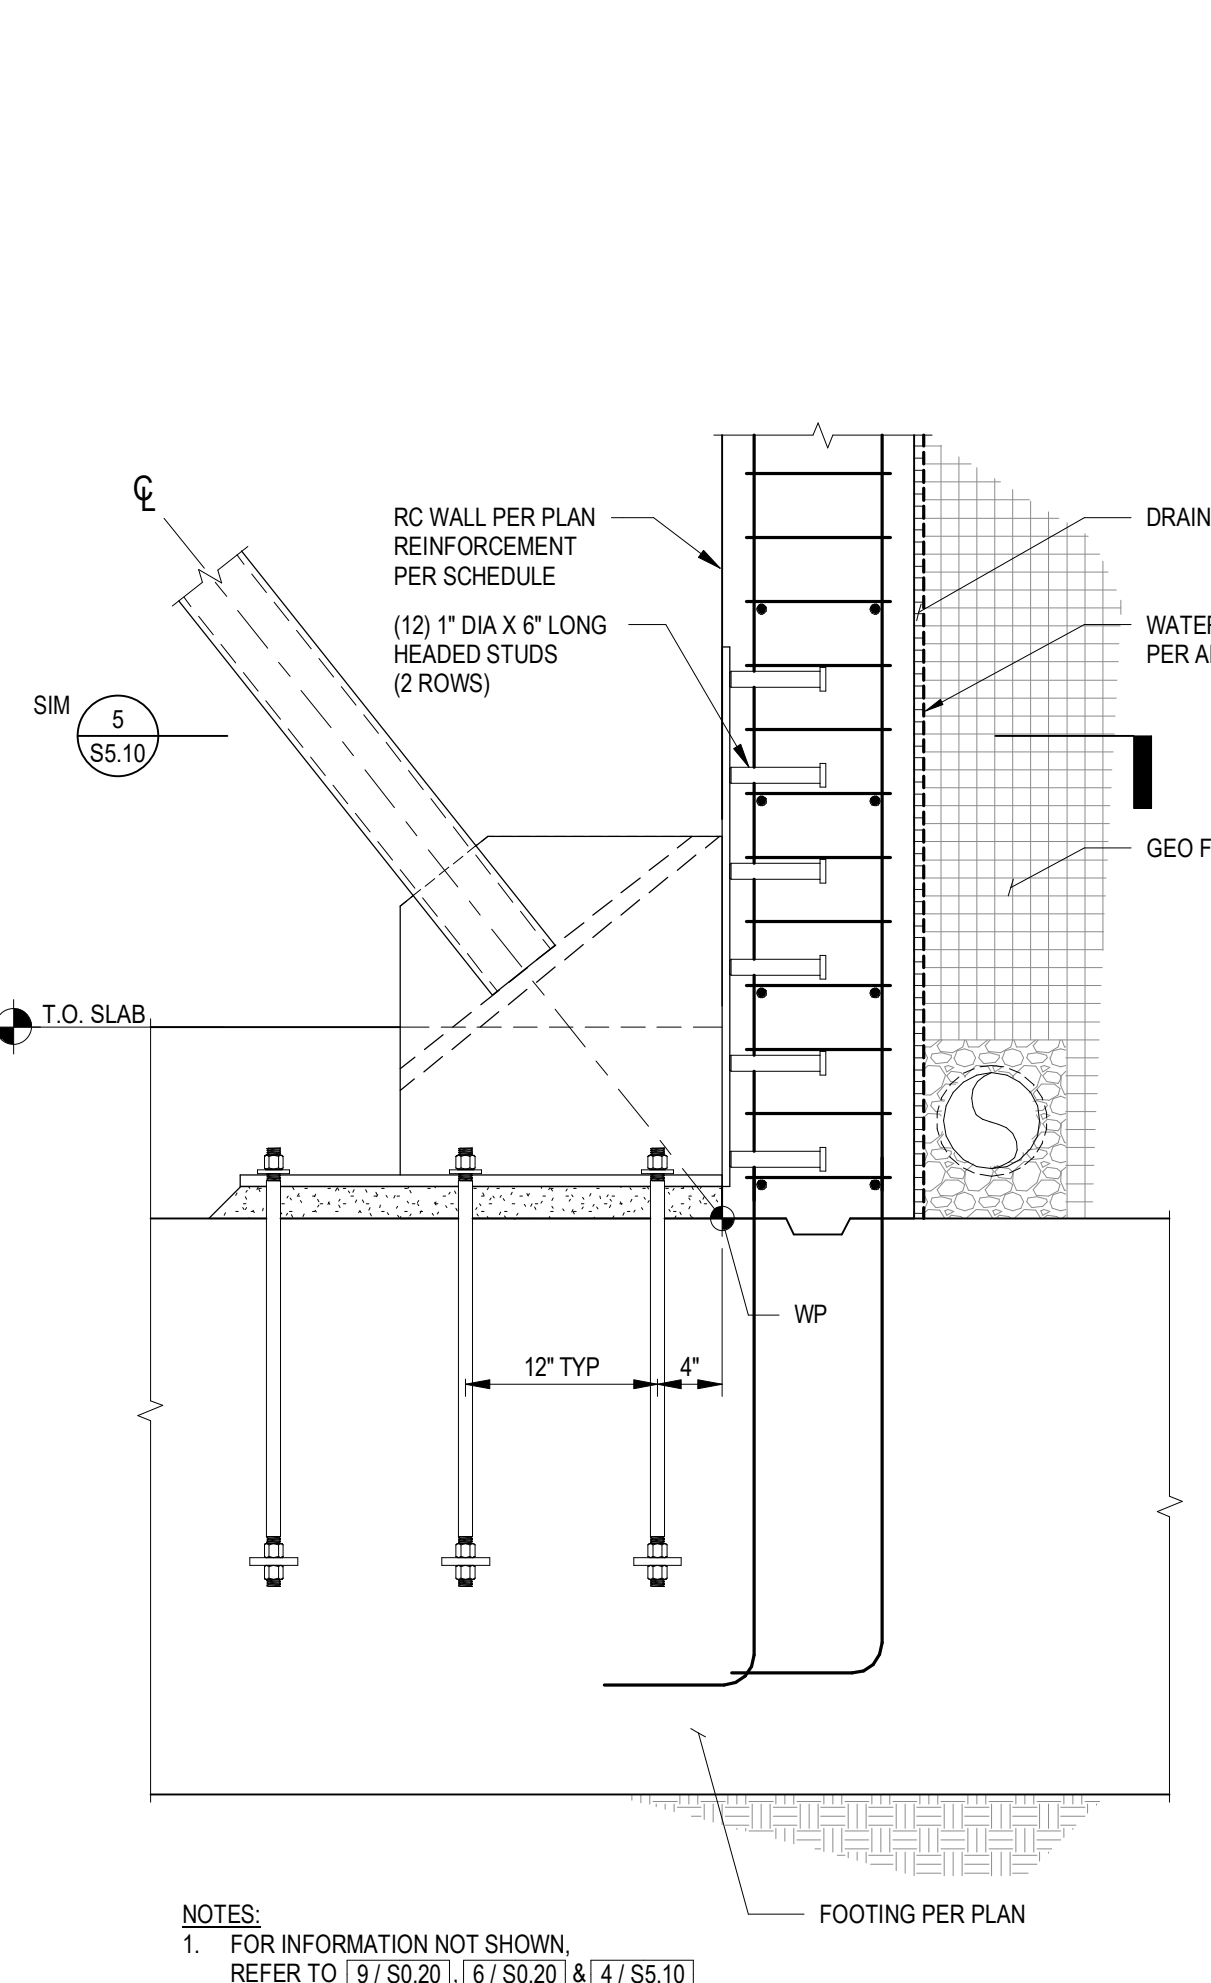 ℄
RC WALL PER PLAN
REINFORCEMENT
PER SCHEDULE
(12) 1" DIA X 6" LONG
HEADED STUDS
(2 ROWS)
DRAIN
PER
SIM
5
S5.10
GEO
T.O. SLAB
WP
12" TYP
4"
FOOTING PER PLAN
NOTES:
1. FOR INFORMATION NOT SHOWN,
REFER TO 9 / S0.20 , 6 / S0.20 & 4 / S5.10